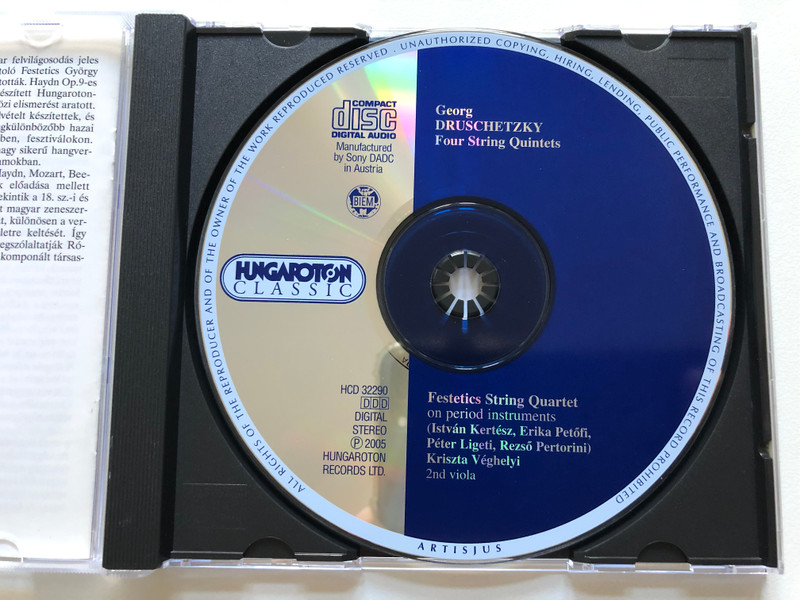 ar felvilágosodás jeles
toló Festetics György
tották. Haydn Op.9-es
észített Hungaroton-
özi elismerést aratott.
lvételt készítettek, és
gkülönbözőbb hazai
ben, fesztiválokon.
agy sikerű hangver-
amokban.
Haydn, Mozart, Bee-
k előadása mellett
ekintik a 18. sz.-i és
t magyar zeneszer-
t, különösen a ver-
letre keltését. Így
egszólaltatják Ró-
komponált társas-
ALL RIGHTS OF THE REPRODUCER AND OF THE OWNER OF THE WORK REPRODUCED RESERVED . UNAUTHORIZED COPYING, HIRING, LENDING, PUBLIC PERFORMANCE AND BROADCASTING OF THIS RECORD PROHIBITED
COMPACT
disc
DIGITAL AUDIO
Manufactured
by Sony DADC
in Austria
BIEM
Georg
DRUSCHETZKY
Four String Quintets
HUNGAROTON
CLASSIC
HCD 32290
DDD
DIGITAL
STEREO
℗ 2005
HUNGAROTON
RECORDS LTD.
Festetics String Quartet
on period instruments
(István Kertész, Erika Petőfi,
Péter Ligeti, Rezső Pertorini)
Kriszta Véghelyi
2nd viola
ARTISJUS